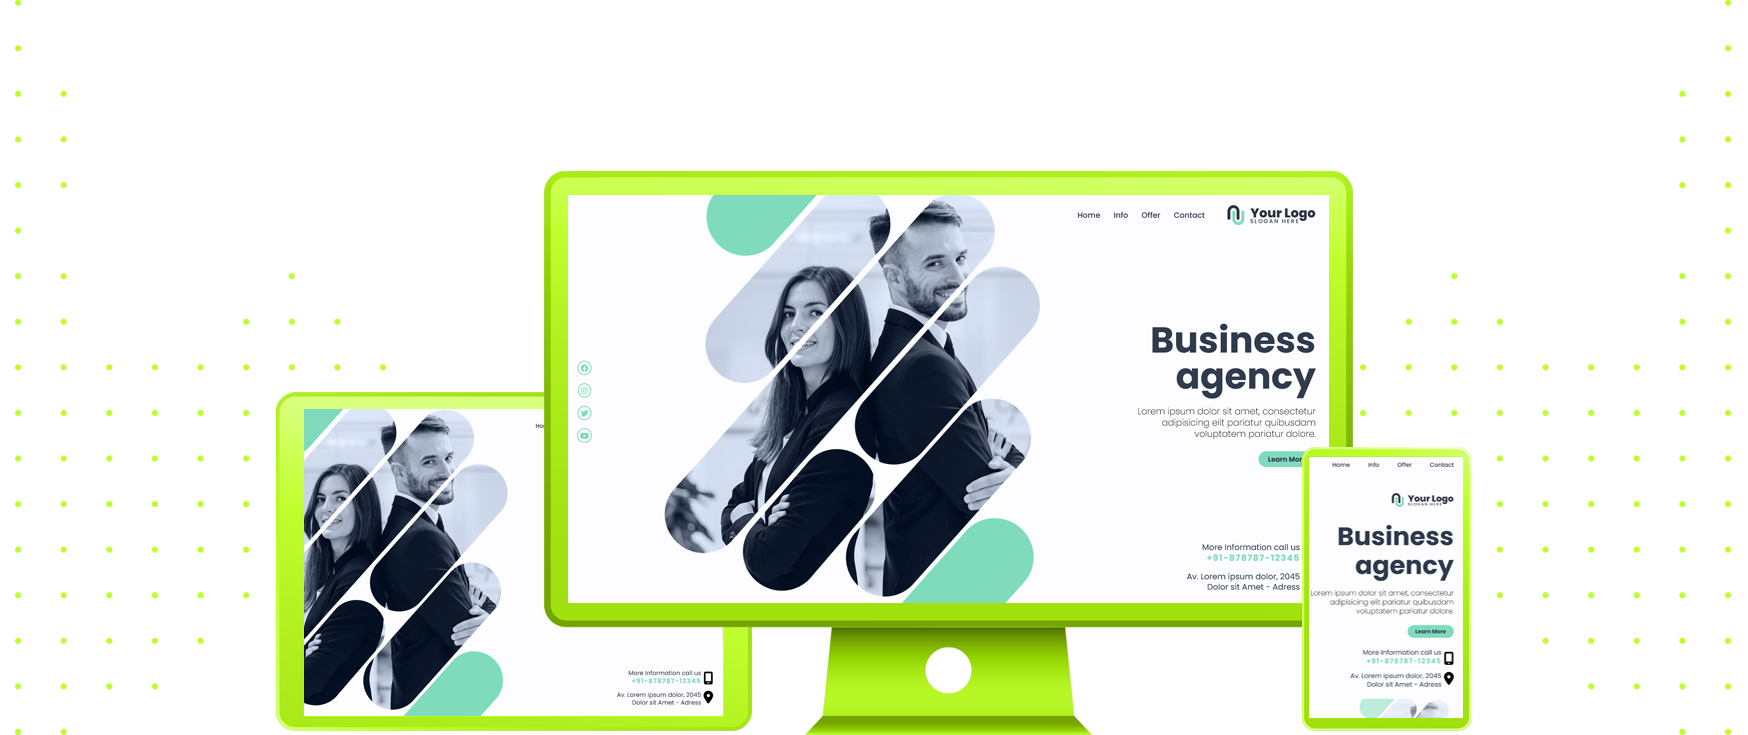 Home Info Offer Contact
Your Logo
SLOGAN HERE
Business
agency
Lorem ipsum dolor sit amet, consectetur
adipisicing elit pariatur quibusdam
voluptatem pariatur dolore.
Learn Mor
More Information call us
+91-878787-12345
Av. Lorem ipsum dolor, 2045
Dolor sit Amet - Adress
More Information call us
+91-878787-12345
Av. Lorem ipsum dolor, 2045
Dolor sit Amet - Adress
Home Info Offer Contact
Your Logo
SLOGAN HERE
Business
agency
Lorem ipsum dolor sit amet, consectetur
adipisicing elit pariatur quibusdam
voluptatem pariatur dolore.
Learn More
More Information call us
+91-878787-12345
Av. Lorem ipsum dolor, 2045
Dolor sit Amet - Adress